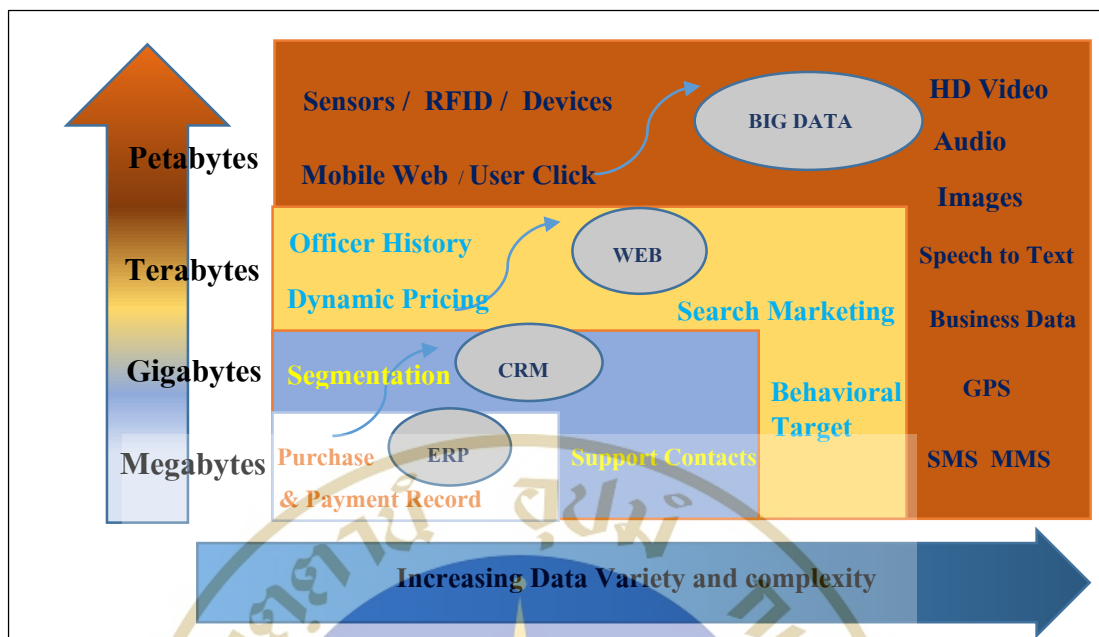 Petabytes
Terabytes
Gigabytes
Megabytes
Sensors / RFID / Devices
Mobile Web / User Click
BIG DATA
HD Video
Audio
Images
Speech to Text
Business Data
GPS
SMS MMS
Officer History
Dynamic Pricing
WEB
Search Marketing
Behavioral
Target
Segmentation
CRM
Support Contacts
Purchase
& Payment Record
ERP
Increasing Data Variety and complexity